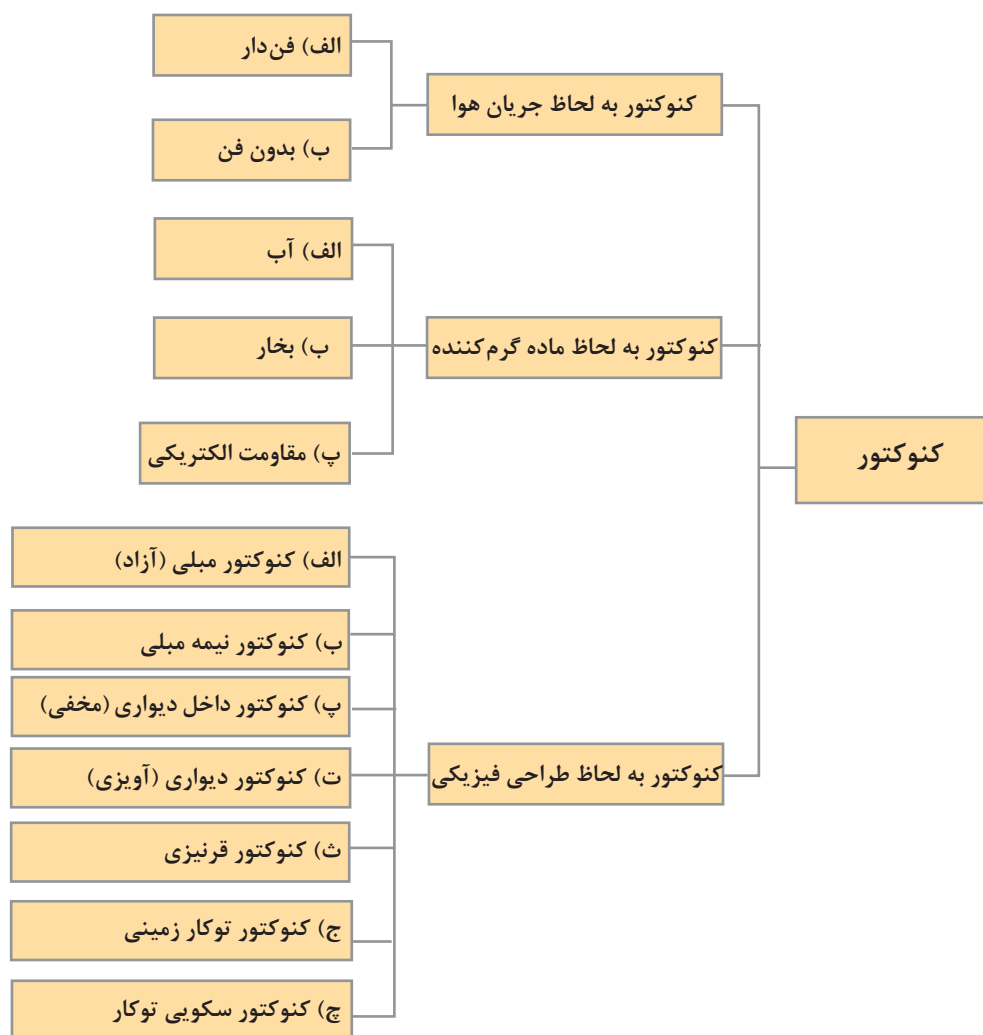 کنوکتور
کنوکتور به لحاظ جریان هوا
الف) فن‌دار
ب) بدون فن
کنوکتور به لحاظ ماده گرم‌کننده
الف) آب
ب) بخار
پ) مقاومت الکتریکی
کنوکتور به لحاظ طراحی فیزیکی
الف) کنوکتور مبلی (آزاد)
ب) کنوکتور نیمه مبلی
پ) کنوکتور داخل دیواری (مخفی)
ت) کنوکتور دیواری (آویزی)
ث) کنوکتور قرنیزی
ج) کنوکتور توکار زمینی
چ) کنوکتور سکویی توکار